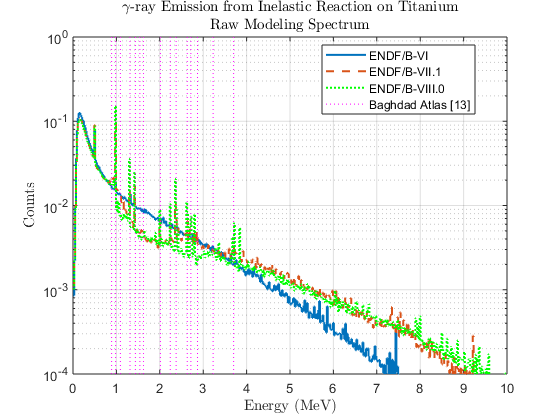 γ-ray Emission from Inelastic Reaction on Titanium
Raw Modeling Spectrum
10^0
10^-1
10^-2
10^-3
10^-4
Counts
ENDF/B-VI
ENDF/B-VII.1
ENDF/B-VIII.0
Baghdad Atlas [13]
0 1 2 3 4 5 6 7 8 9 10
Energy (MeV)